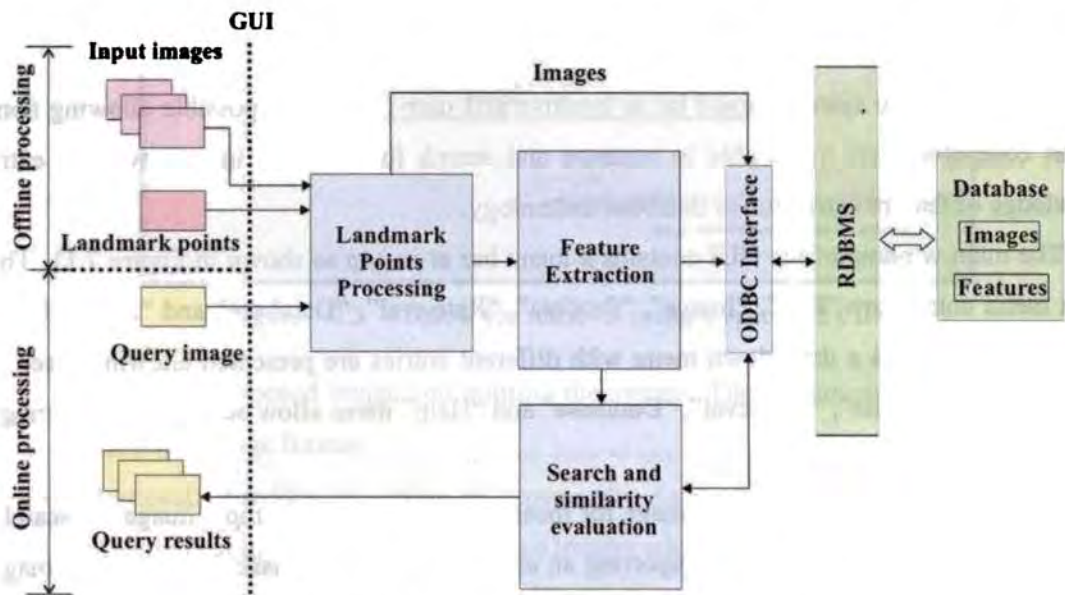 GUI
Input images
Offline processing
Landmark points
Online processing
Query image
Query results
Images
Landmark
Points
Processing
Feature
Extraction
Search and
similarity
evaluation
ODBC Interface
RDBMS
Database
Images
Features